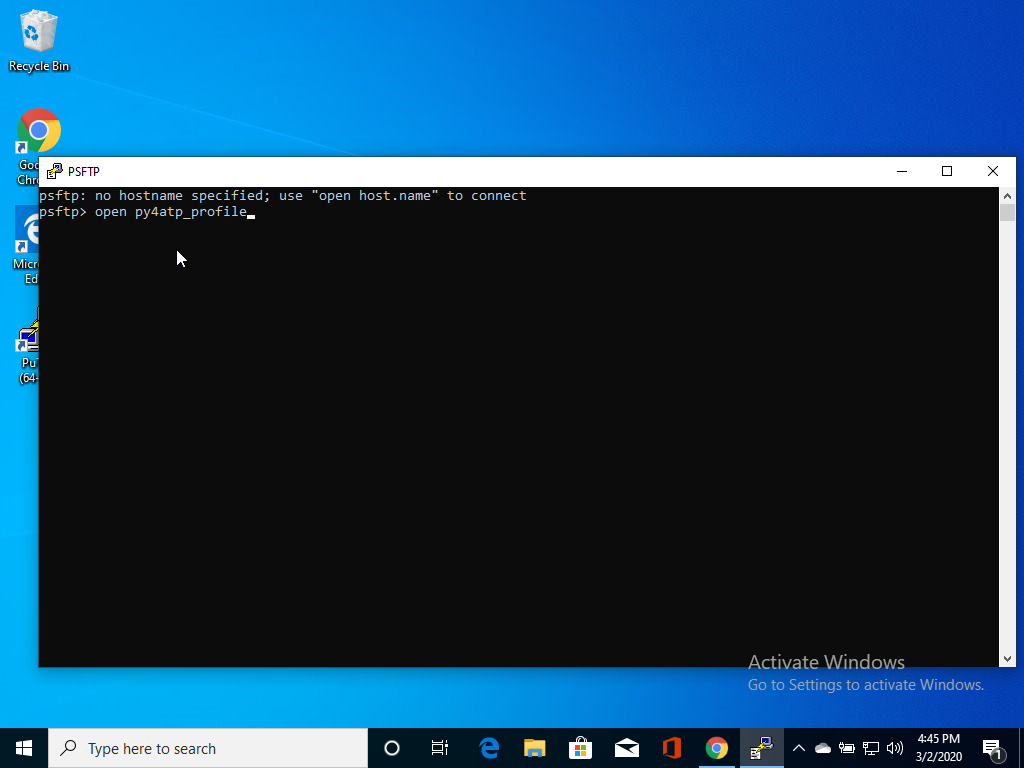 Recycle Bin
Goo
Chr
PSFTP
psftp: no hostname specified; use "open host.name" to connect
psftp> open py4atp_profile
Micr
Ed
Pu
(64-
Activate Windows
Go to Settings to activate Windows.
Type here to search
4:45 PM
3/2/2020
1